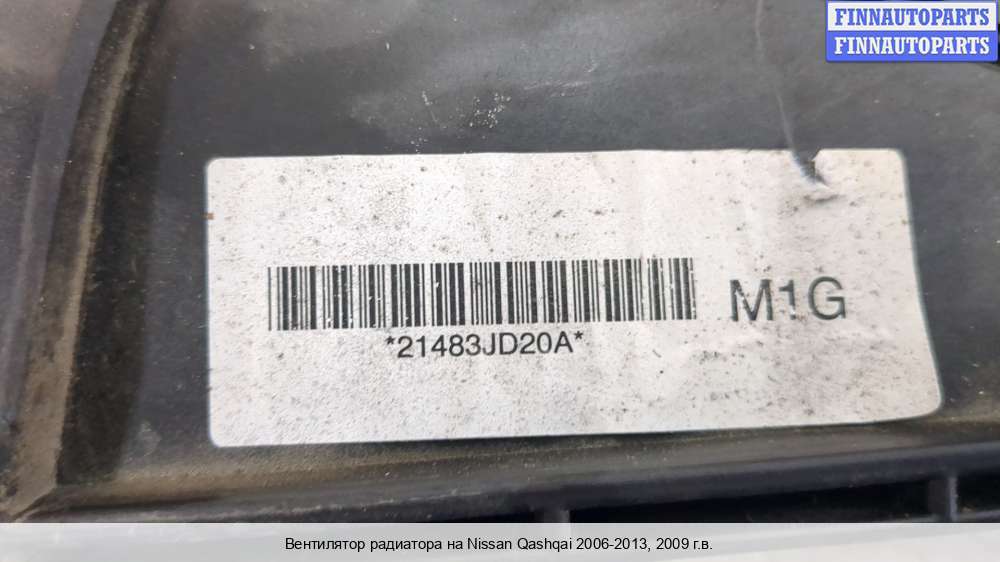 FINNAUTOPARTS
FINNAUTOPARTS
M1G
*21483JD20A*
Вентилятор радиатора на Nissan Qashqai 2006-2013, 2009 г.в.